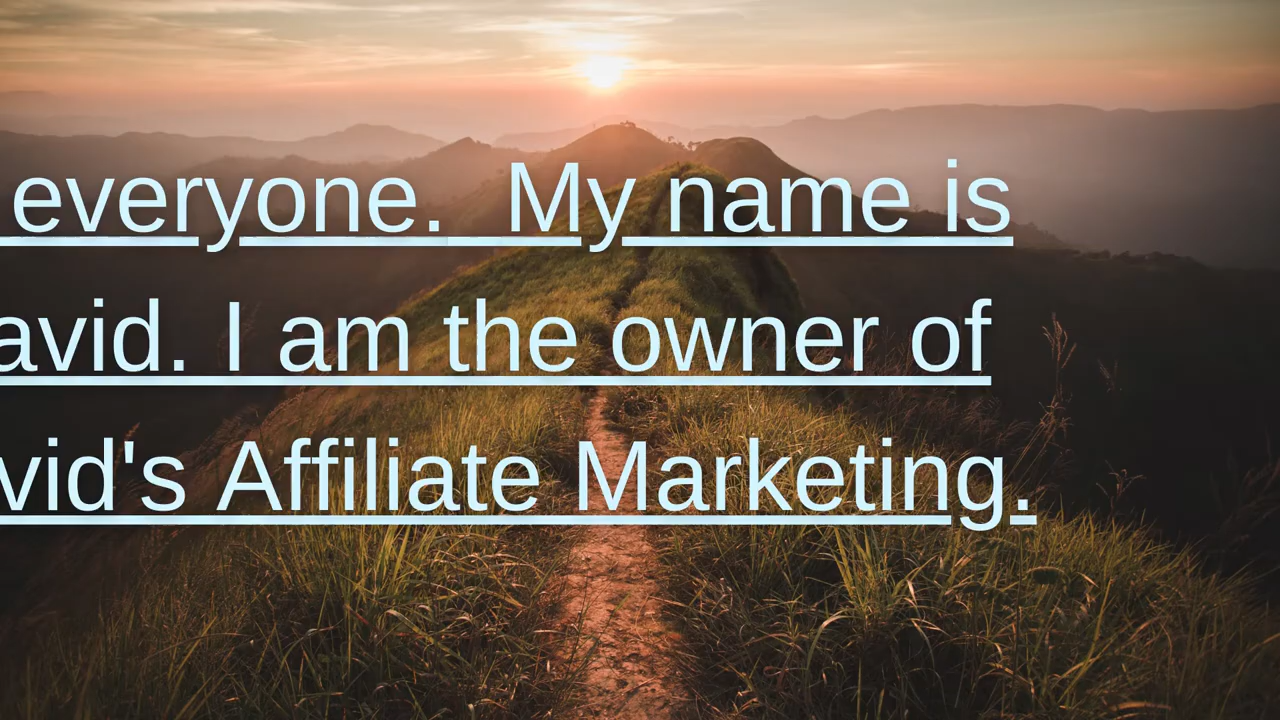 everyone.  My name is
avid. I am the owner of
vid's Affiliate Marketing.